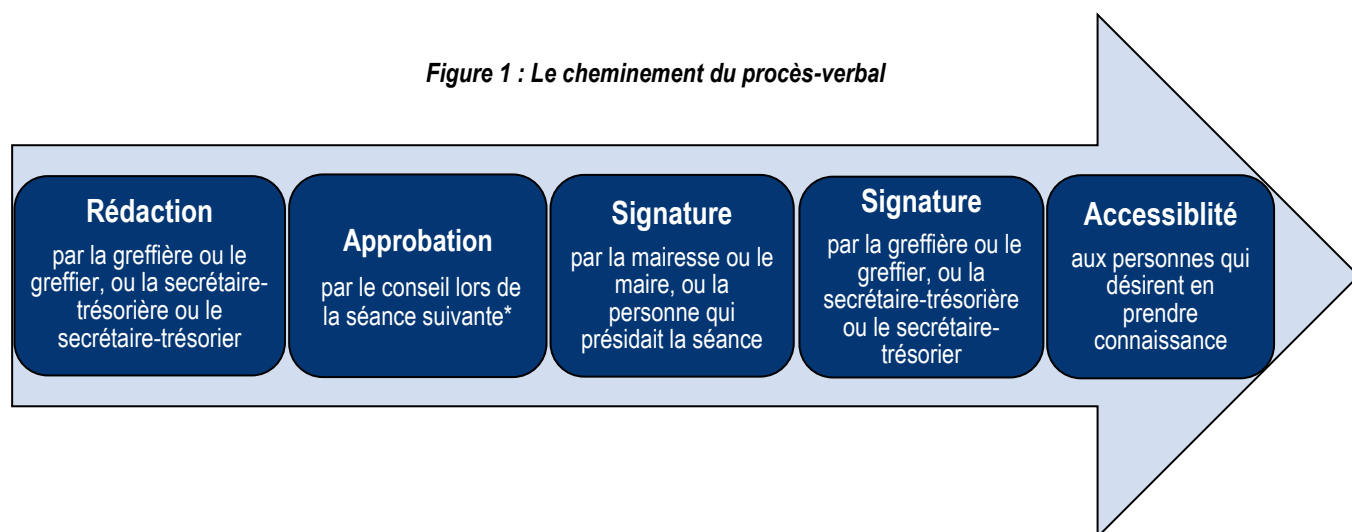 Figure 1 : Le cheminement du procès-verbal
Rédaction
par la greffière ou le
greffier, ou la secrétaire-
trésorière ou le
secrétaire-trésorier
Approbation
par le conseil lors de
la séance suivante*
Signature
par la mairesse ou le
maire, ou la
personne qui
présidait la séance
Signature
par la greffière ou le
greffier, ou la
secrétaire-trésorière
ou le secrétaire-
trésorier
Accessiblité
aux personnes qui
désirent en
prendre
connaissance